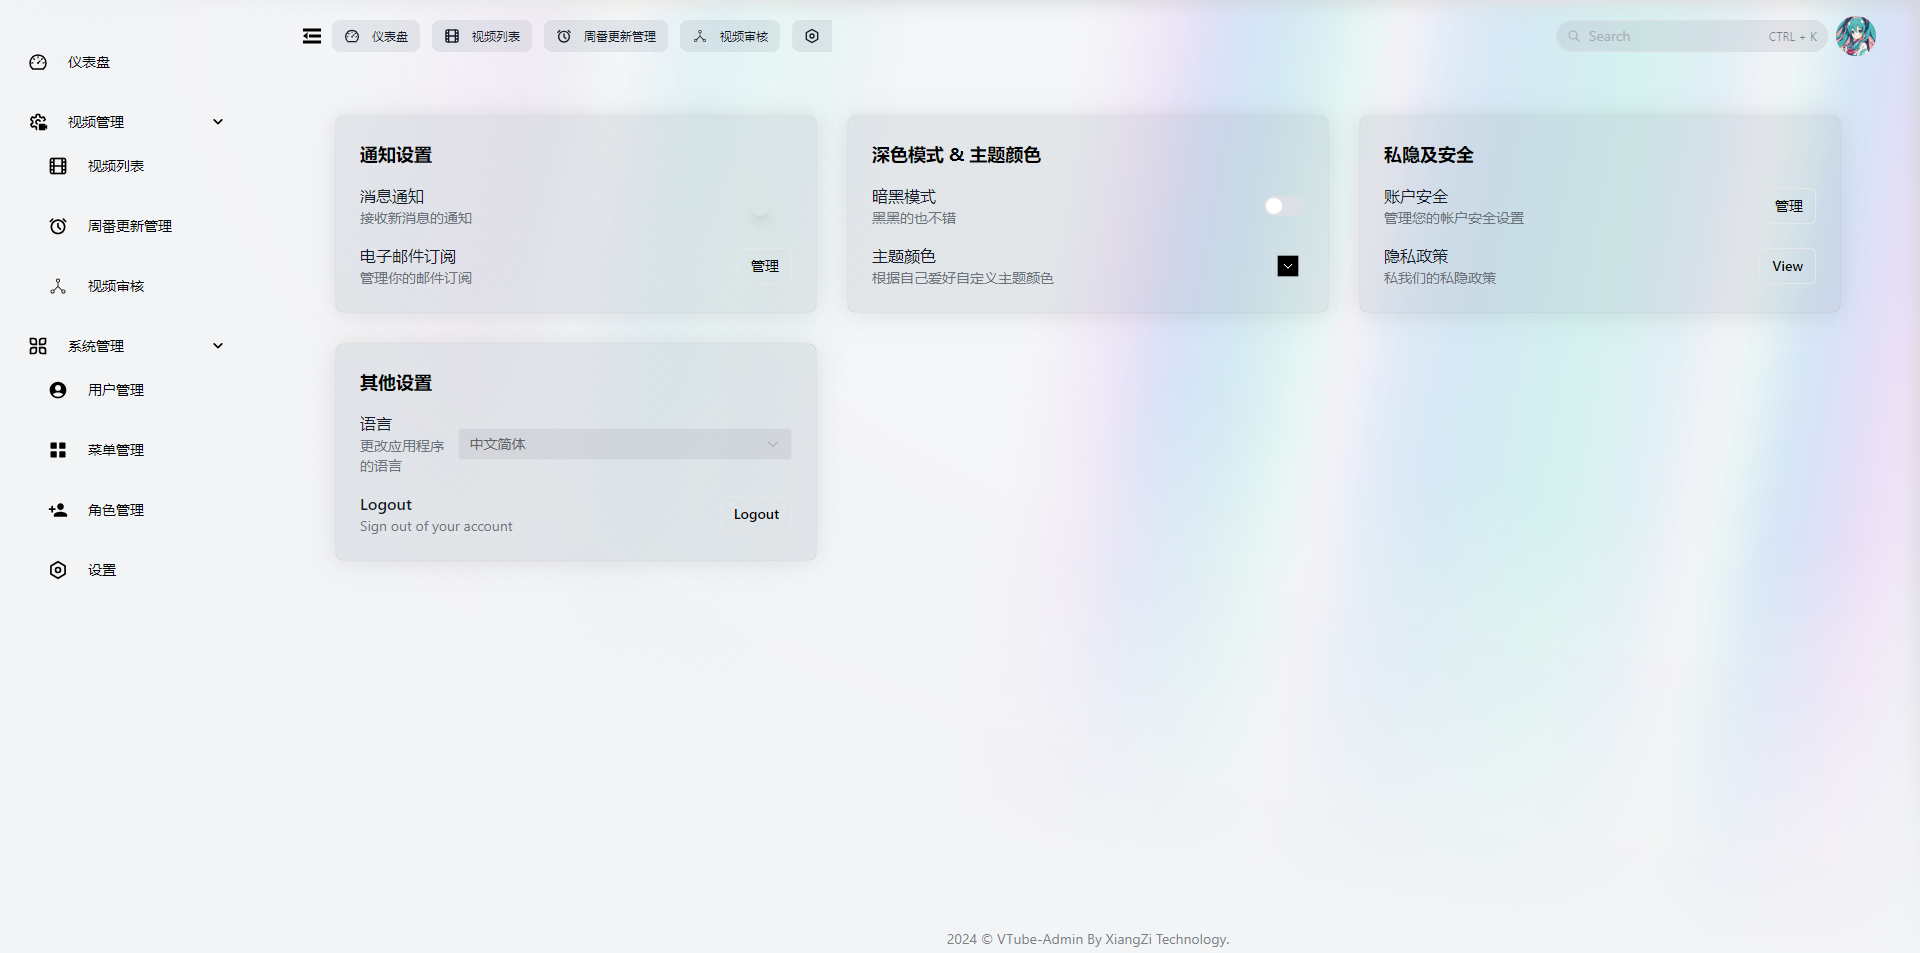 仪表盘
视频管理
视频列表
周番更新管理
视频审核
系统管理
用户管理
菜单管理
角色管理
设置
仪表盘
视频列表
周番更新管理
视频审核
Search
CTRL + K
通知设置
消息通知
接收新消息的通知
电子邮件订阅
管理你的邮件订阅
管理
深色模式 & 主题颜色
暗黑模式
黑黑的也不错
主题颜色
根据自己爱好自定义主题颜色
私隐及安全
账户安全
管理您的帐户安全设置
管理
隐私政策
私我们的私隐政策
View
其他设置
语言
更改应用程序
的语言
中文简体
Logout
Sign out of your account
Logout
2024 © VTube-Admin By XiangZi Technology.